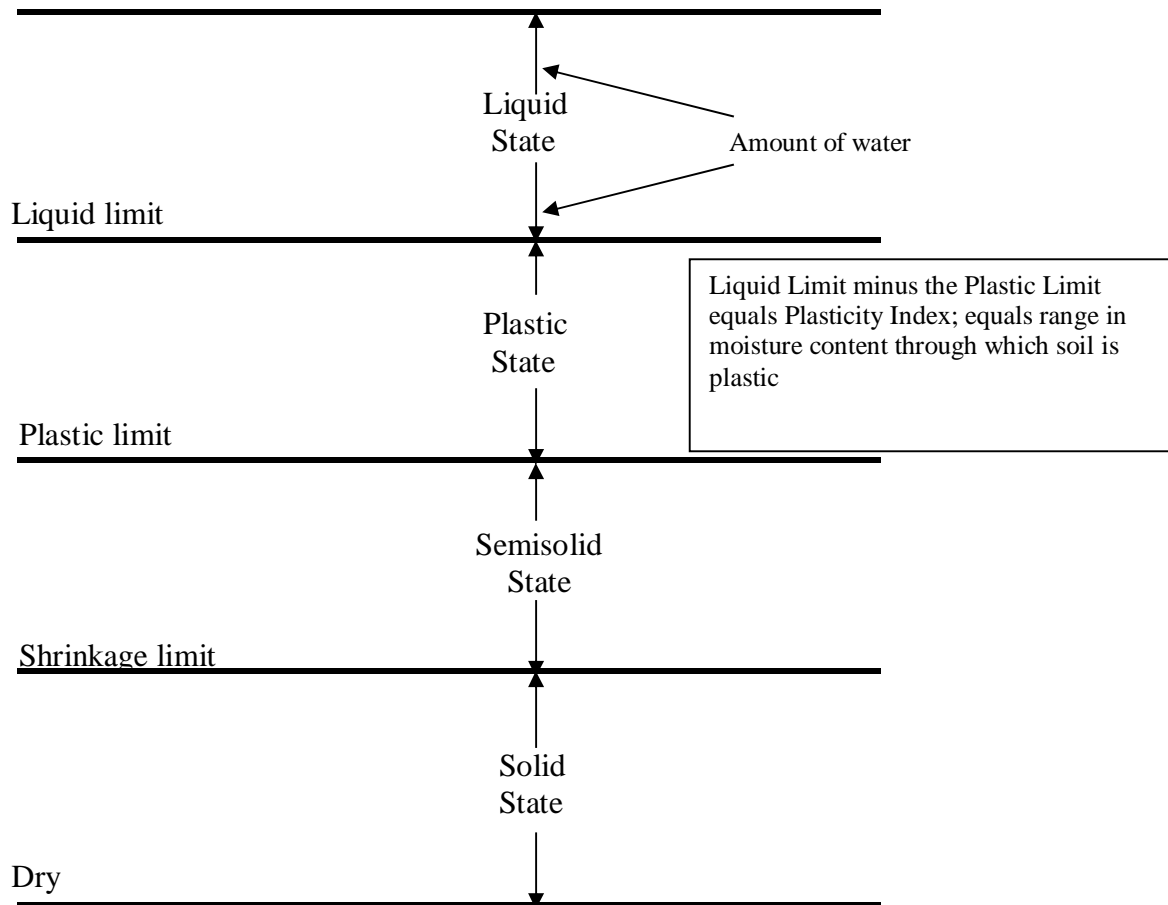 Liquid
State
Amount of water
Liquid limit
Liquid Limit minus the Plastic Limit
equals Plasticity Index; equals range in
moisture content through which soil is
plastic
Plastic
State
Plastic limit
Semisolid
State
Shrinkage limit
Solid
State
Dry